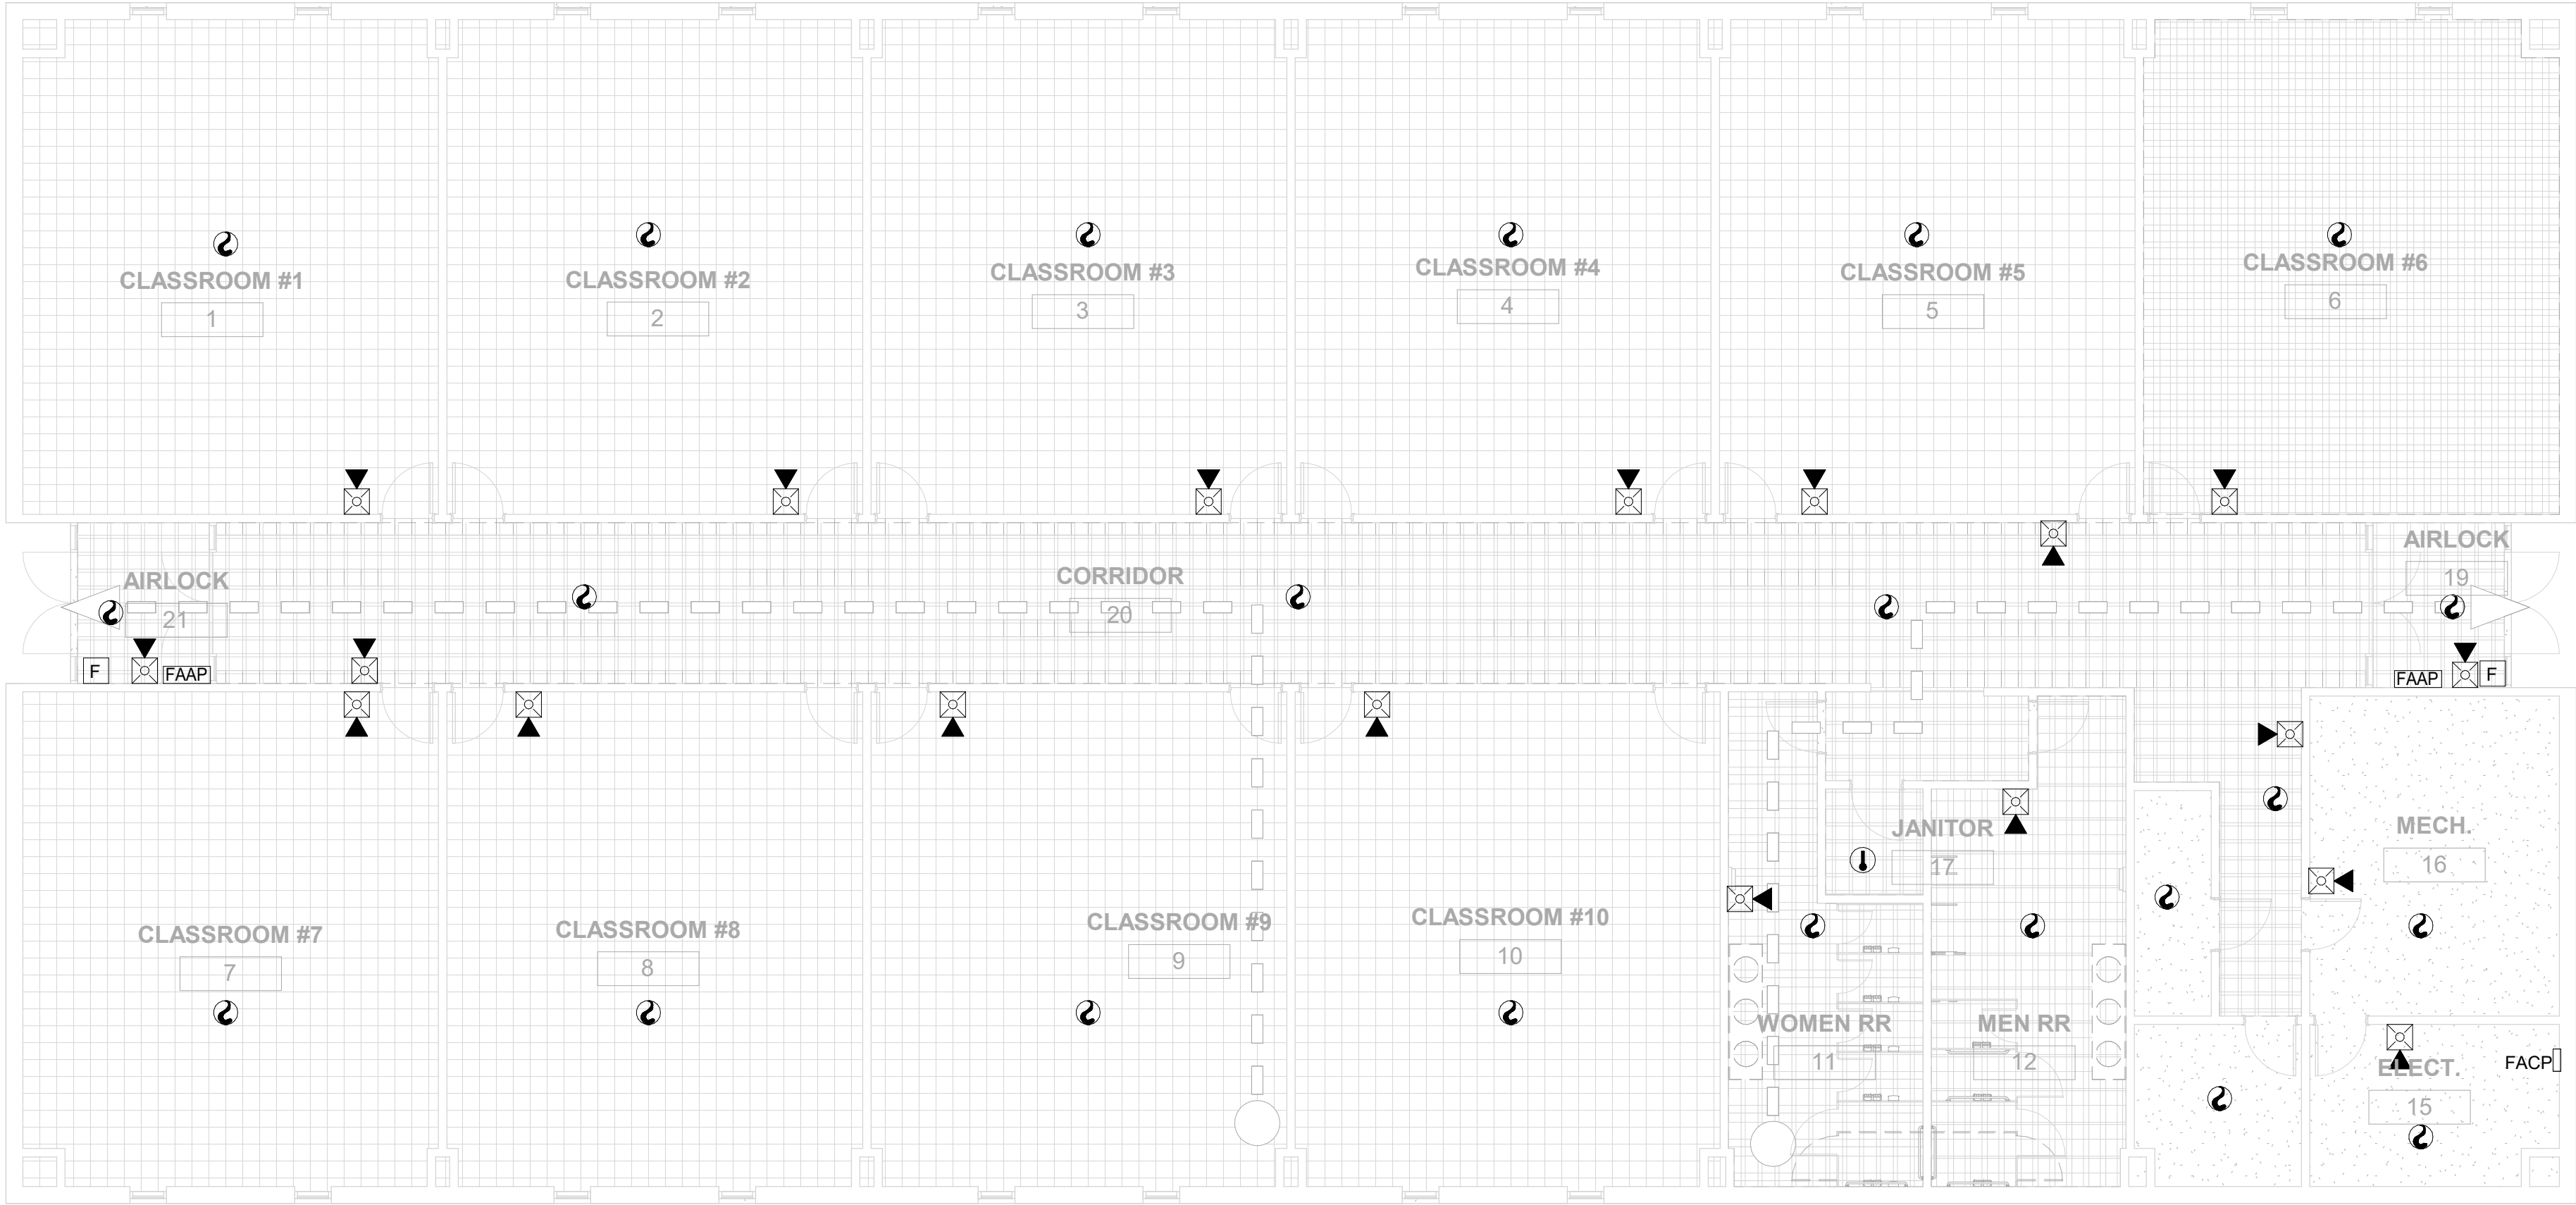 CLASSROOM #1
1
CLASSROOM #2
2
CLASSROOM #3
3
CLASSROOM #4
4
CLASSROOM #5
5
CLASSROOM #6
6
AIRLOCK
21
F
FAAP
CORRIDOR
20
AIRLOCK
19
FAAP
F
CLASSROOM #7
7
CLASSROOM #8
8
CLASSROOM #9
9
CLASSROOM #10
10
JANITOR
17
WOMEN RR
11
MEN RR
12
MECH.
16
ELECT.
15
FACP